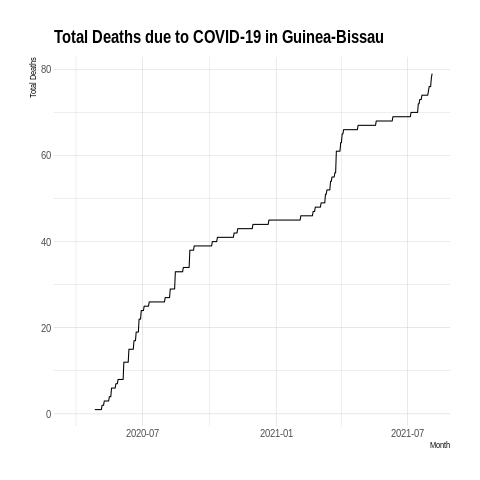 Total Deaths due to COVID-19 in Guinea-Bissau
Total Deaths
80
60
40
20
0
2020-07
2021-01
2021-07
Month